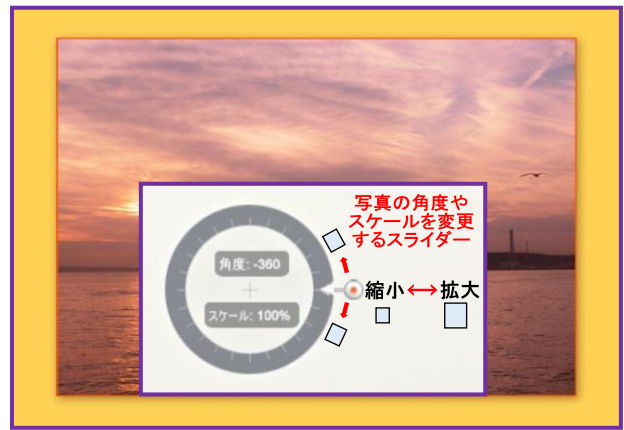 写真の角度や
スケールを変更
するスライダー
角度: -360
縮小↔拡大
スケール: 100%